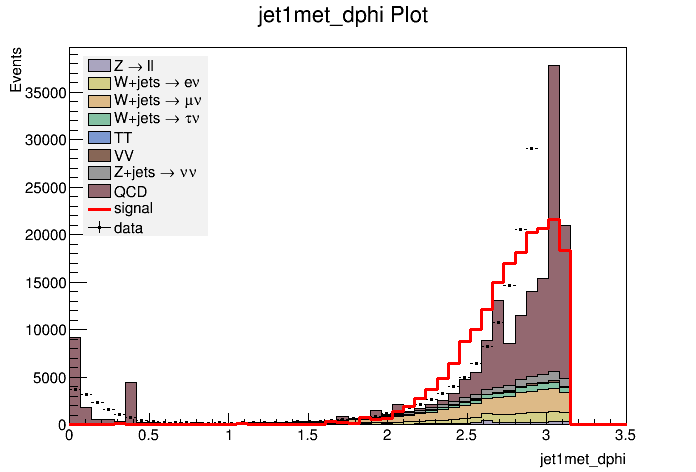 jet1met_dphi Plot
Events
Z → ll
W+jets → eν
W+jets → μν
W+jets → τν
TT
VV
Z+jets → νν
QCD
signal
data
35000
30000
25000
20000
15000
10000
5000
0
0 0.5 1 1.5 2 2.5 3 3.5
jet1met_dphi